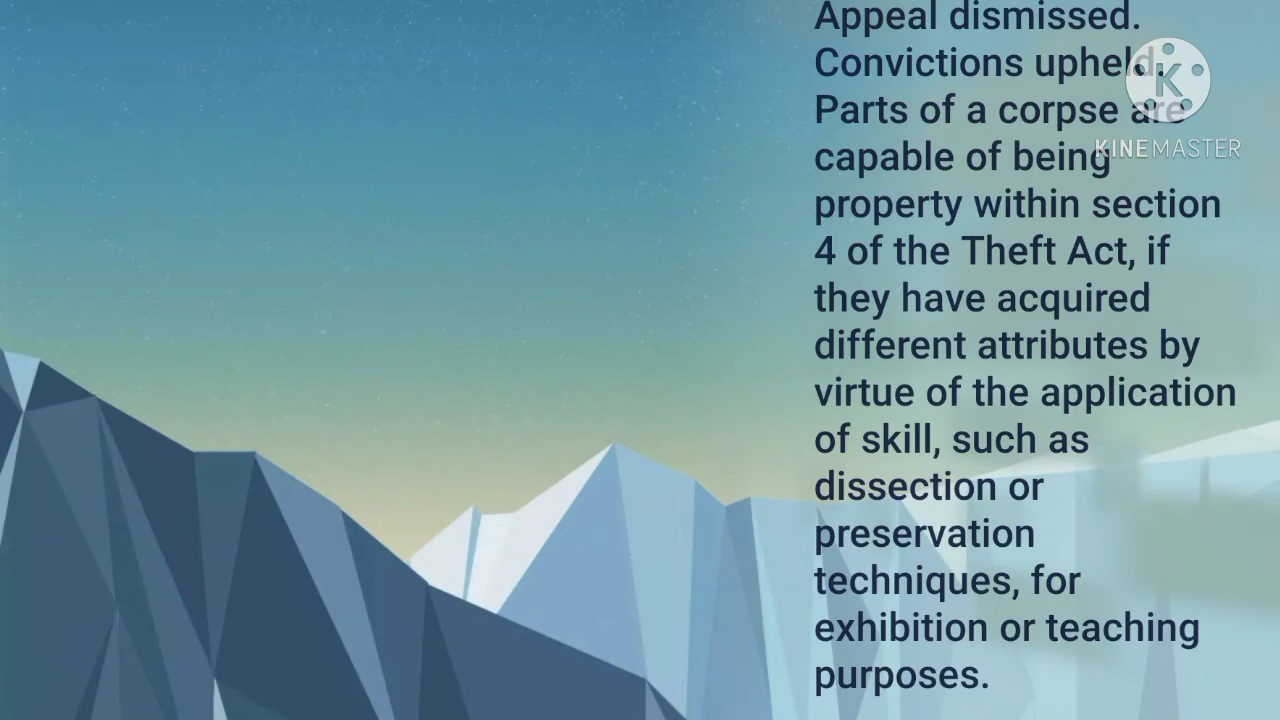 Appeal dismissed.
Convictions upheld.
Parts of a corpse are
capable of being
property within section
4 of the Theft Act, if
they have acquired
different attributes by
virtue of the application
of skill, such as
dissection or
preservation
techniques, for
exhibition or teaching
purposes.
K
KINEMASTER